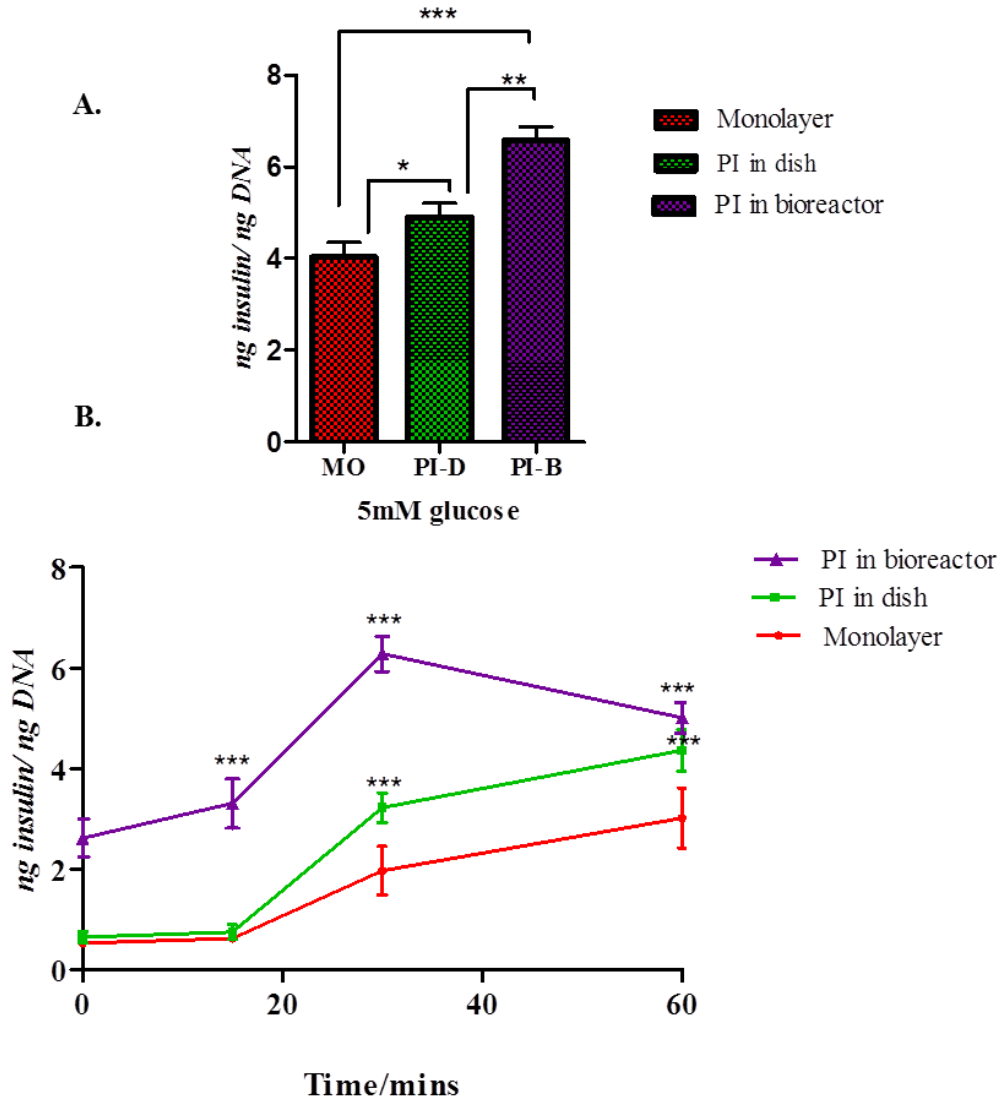 ***
A.
8
**
Monolayer
PI in dish
PI in bioreactor
*
6
4
2
0
ng insulin/ ng DNA
MO PI-D PI-B
5mM glucose
B.
PI in bioreactor
PI in dish
Monolayer
8
6
4
2
0
ng insulin/ ng DNA
***
***
***
***
***
0 20 40 60
Time/mins